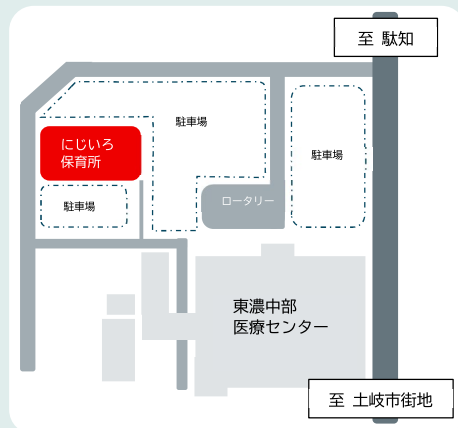 至 駄知
駐車場
にじいろ
保育所
駐車場
駐車場
ロータリー
東濃中部
医療センター
至 土岐市街地